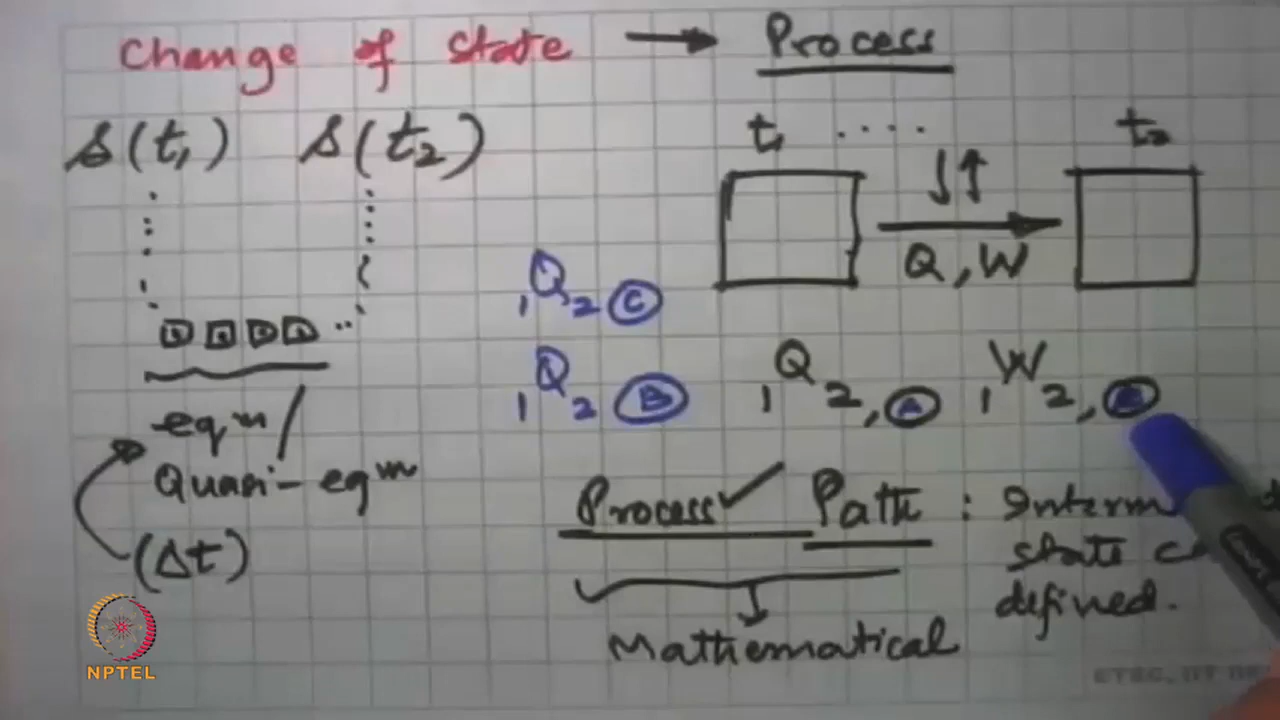 Change of state → Process
S(t₁) S(t₂)
t₁ .... t₂
Q, W
₁Q₂ C
₁Q₂ B
₁Q₂, A ₁W₂,
eqᵐ /
Quasi-eqᵐ
(Δt)
Process ✓ Path :
state
defined.
Mathematical
NPTEL